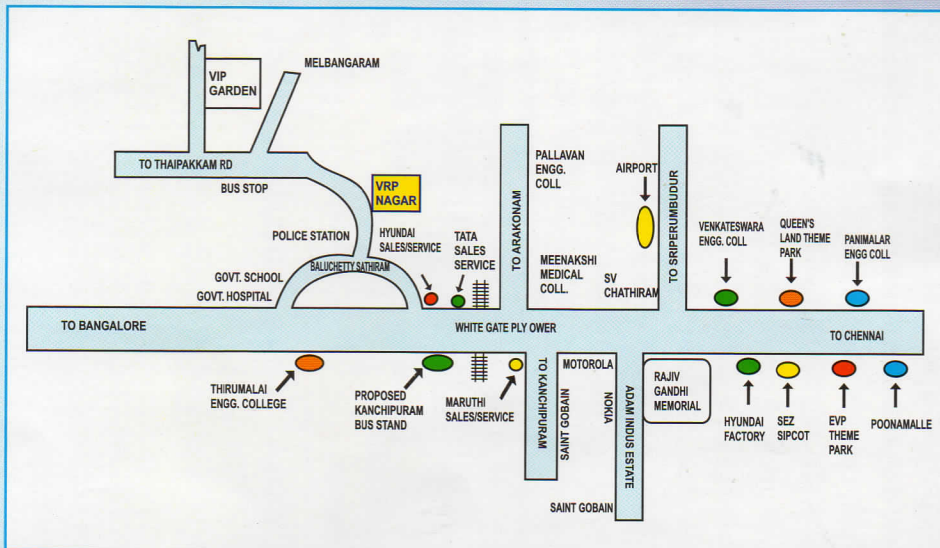 VIP
GARDEN
MELBANGARAM
TO THAIPAKKAM RD
BUS STOP
VRP
NAGAR
POLICE STATION
HYUNDAI
SALES/SERVICE
TATA
SALES
SERVICE
BALUCHETTY SATHIRAM
GOVT. SCHOOL
GOVT. HOSPITAL
TO ARAKONAM
PALLAVAN
ENGG.
COLL
MEENAKSHI
MEDICAL
COLL.
AIRPORT
SV
CHATHIRAM
TO SRIPERUMBUDUR
VENKATESWARA
ENGG. COLL
QUEEN'S
LAND THEME
PARK
PANIMALAR
ENGG COLL
TO BANGALORE
WHITE GATE PLY OWER
TO CHENNAI
THIRUMALAI
ENGG. COLLEGE
PROPOSED
KANCHIPURAM
BUS STAND
MARUTHI
SALES/SERVICE
TO KANCHIPURAM
SAINT GOBAIN
MOTOROLA
NOKIA
ADAM INDUS ESTATE
SAINT GOBAIN
RAJIV
GANDHI
MEMORIAL
HYUNDAI
FACTORY
SEZ
SIPCOT
EVP
THEME
PARK
POONAMALLE